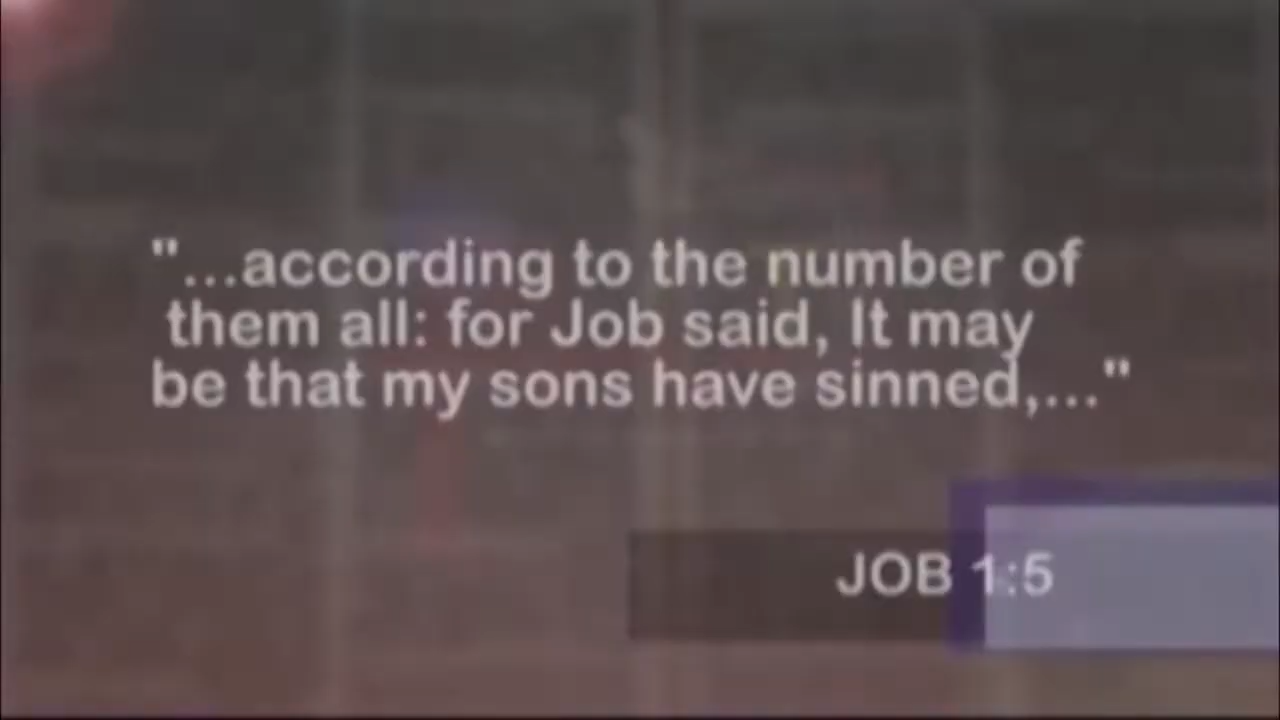 "...according to the number of
them all: for Job said, It may
be that my sons have sinned,..."
JOB 1:5